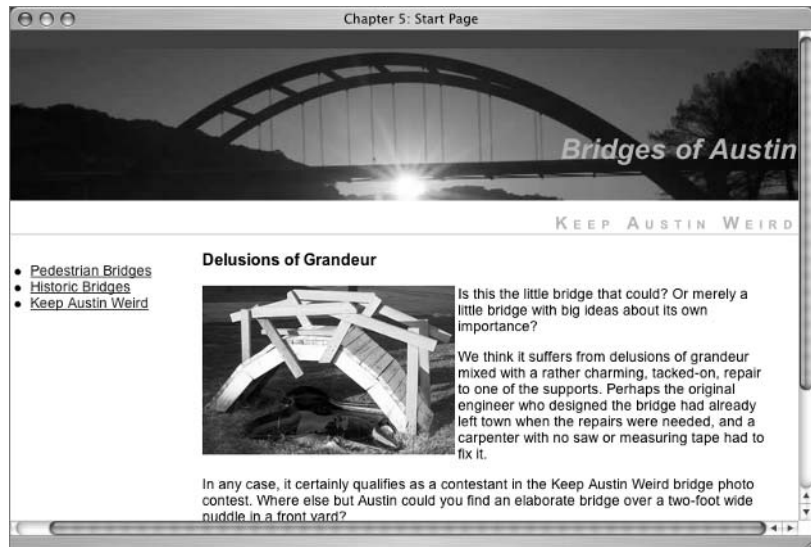 Chapter 5: Start Page
Bridges of Austin
KEEP AUSTIN WEIRD
Pedestrian Bridges
Historic Bridges
Keep Austin Weird
Delusions of Grandeur
Is this the little bridge that could? Or merely a
little bridge with big ideas about its own
importance?
We think it suffers from delusions of grandeur
mixed with a rather charming, tacked-on, repair
to one of the supports. Perhaps the original
engineer who designed the bridge had already
left town when the repairs were needed, and a
carpenter with no saw or measuring tape had to
fix it.
In any case, it certainly qualifies as a contestant in the Keep Austin Weird bridge photo
contest. Where else but Austin could you find an elaborate bridge over a two-foot wide
puddle in a front yard?